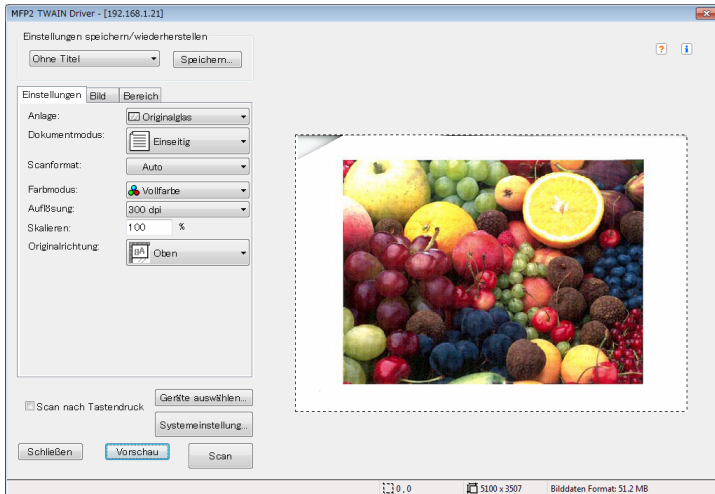 MFP2 TWAIN Driver - [192.168.1.21]
Einstellungen speichern/wiederherstellen
Ohne Titel
Speichern...
? i
Einstellungen Bild Bereich
Anlage: Originalglas
Dokumentmodus: Einseitig
Scanformat: Auto
Farbmodus: Vollfarbe
Auflösung: 300 dpi
Skalieren: 100 %
Originalrichtung: Oben
Scan nach Tastendruck
Geräte auswählen...
Systemeinstellung...
Schließen Vorschau Scan
0 , 0 5100 x 3507 Bilddaten Format: 51.2 MB